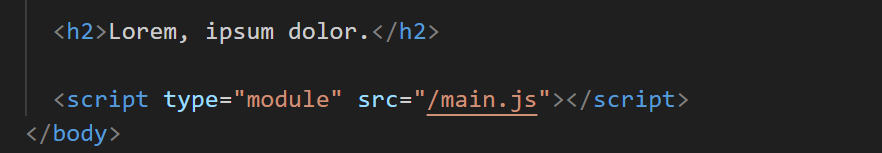 <h2>Lorem, ipsum dolor.</h2>
<script type="module" src="/main.js"></script>
</body>